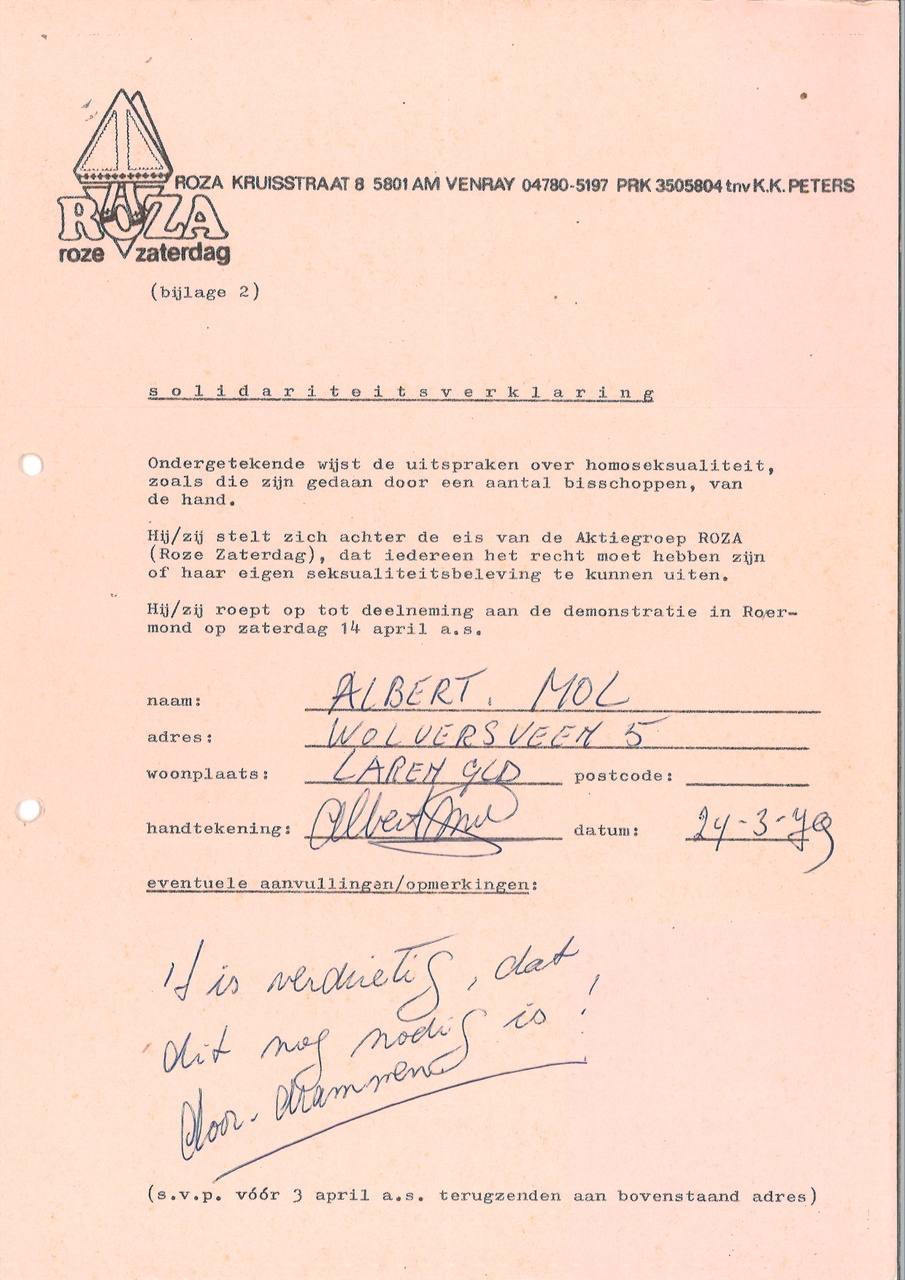 ROZA KRUISSTRAAT 8 5801 AM VENRAY 04780-5197 PRK 3505804 tnv K.K. PETERS
ROZA
roze zaterdag
(bijlage 2)
solidariteitsverklaring
Ondergetekende wijst de uitspraken over homoseksualiteit,
zoals die zijn gedaan door een aantal bisschoppen, van
de hand.
Hij/zij stelt zich achter de eis van de Aktiegroep ROZA
(Roze Zaterdag), dat iedereen het recht moet hebben zijn
of haar eigen seksualiteitsbeleving te kunnen uiten.
Hij/zij roept op tot deelneming aan de demonstratie in Roer-
mond op zaterdag 14 april a.s.
naam: ALBERT. MOL
adres: WOLVERSVEEN 5
woonplaats: LAREN GLD postcode:
handtekening: Albert Mol datum: 24-3-79
eventuele aanvullingen/opmerkingen:
't is verdrietig, dat
dit nog nodig is!
door-drammen
(s.v.p. vóór 3 april a.s. terugzenden aan bovenstaand adres)